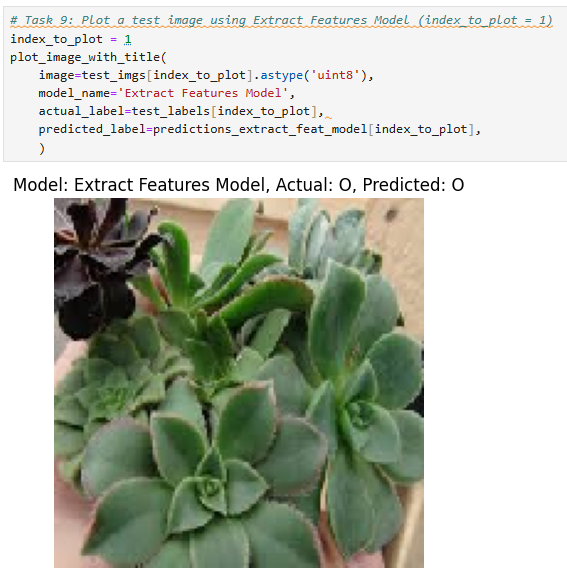 # Task 9: Plot a test image using Extract Features Model (index_to_plot = 1)
index_to_plot = 1
plot_image_with_title(
    image=test_imgs[index_to_plot].astype('uint8'),
    model_name='Extract Features Model',
    actual_label=test_labels[index_to_plot],
    predicted_label=predictions_extract_feat_model[index_to_plot],
    )
Model: Extract Features Model, Actual: O, Predicted: O